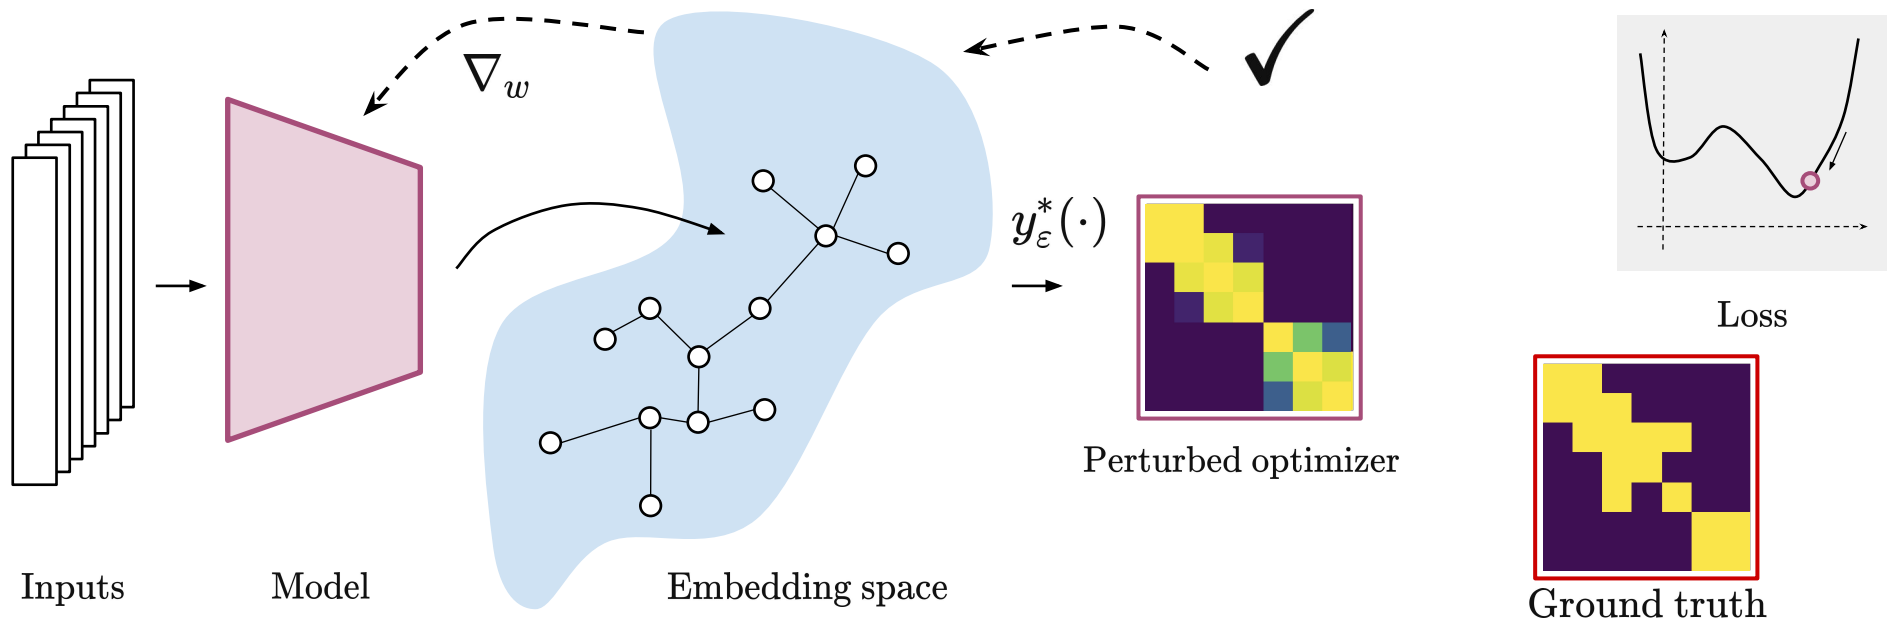 ∇w
y*ε(·)
Loss
Perturbed optimizer
Inputs
Model
Embedding space
Ground truth